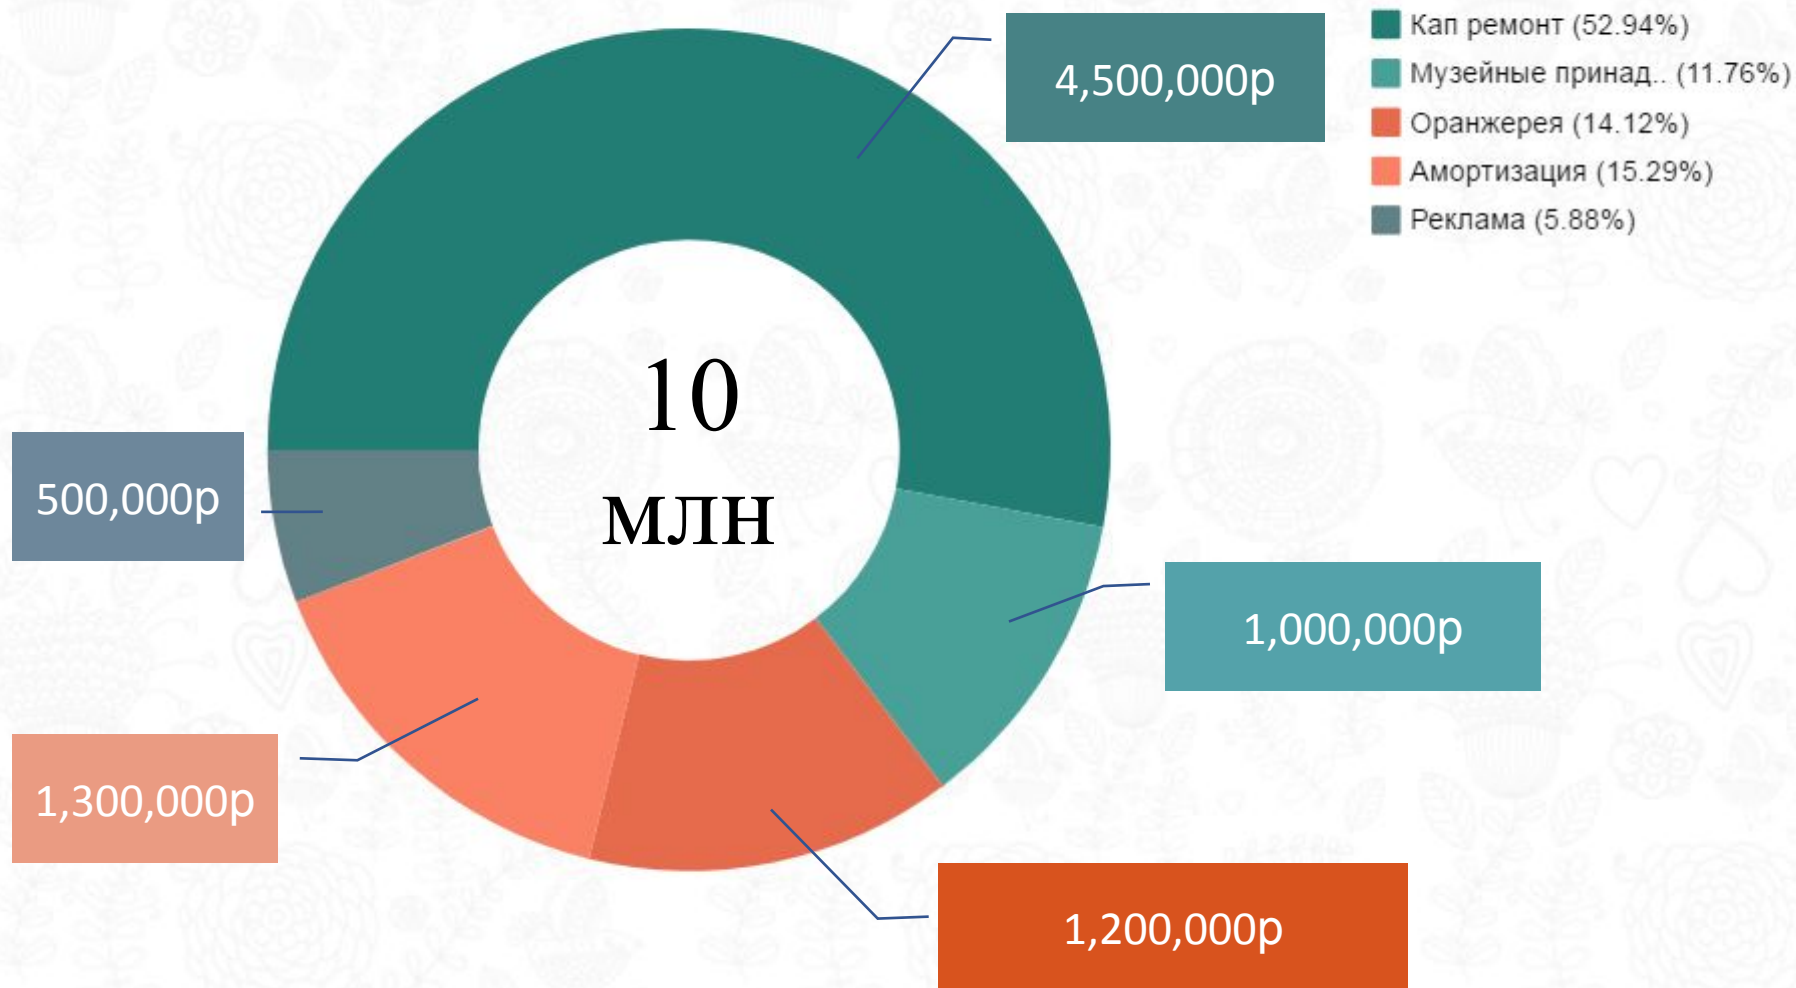 4,500,000р
Кап ремонт (52.94%)
Музейные принад.. (11.76%)
Оранжерея (14.12%)
Амортизация (15.29%)
Реклама (5.88%)
10
млн
500,000р
1,000,000р
1,300,000р
1,200,000р